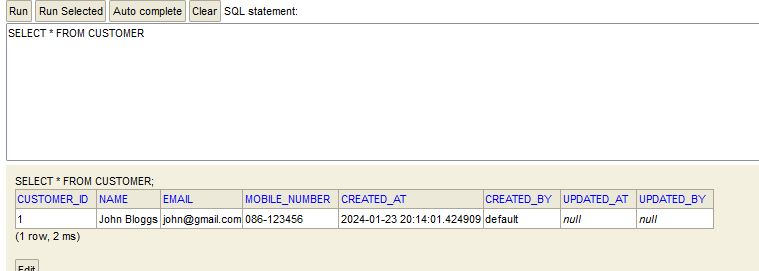 Run Run Selected Auto complete Clear SQL statement:
SELECT * FROM CUSTOMER
SELECT * FROM CUSTOMER;
CUSTOMER_ID NAME EMAIL MOBILE_NUMBER CREATED_AT CREATED_BY UPDATED_AT UPDATED_BY
1 John Bloggs john@gmail.com 086-123456 2024-01-23 20:14:01.424909 default null null
(1 row, 2 ms)
Edit